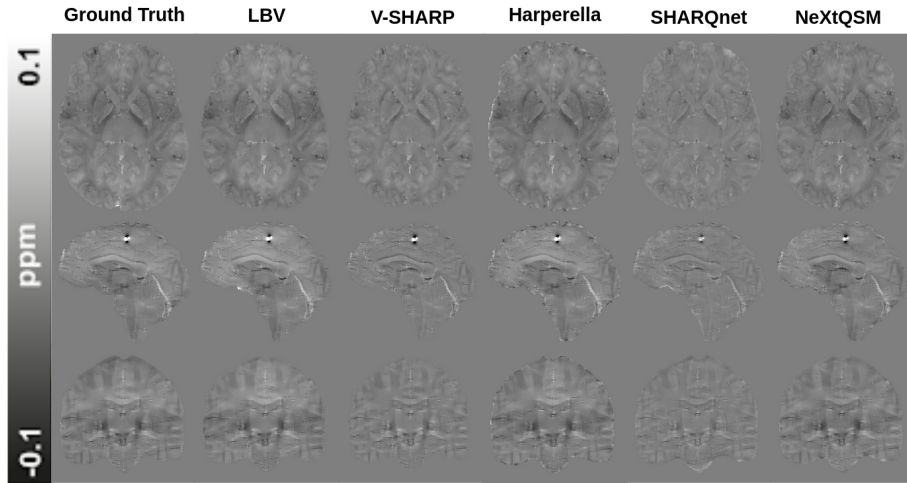 Ground Truth LBV V-SHARP Harperella SHARQnet NeXtQSM
0.1
ppm
-0.1